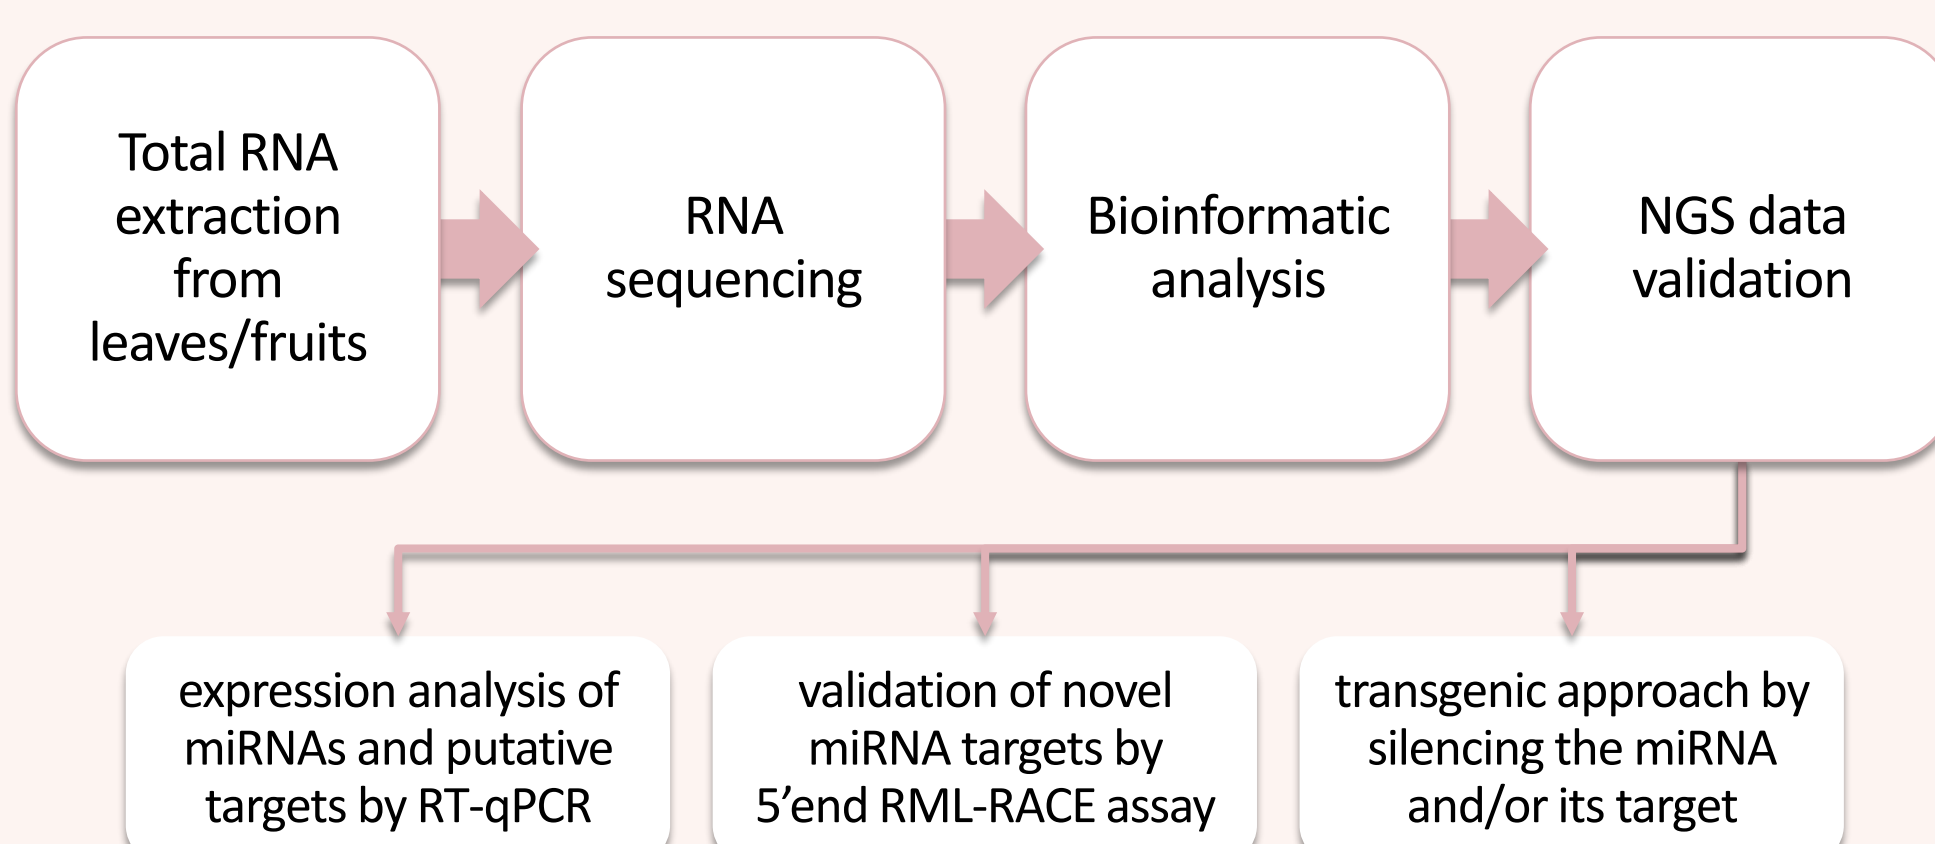 Total RNA
extraction
from
leaves/fruits
RNA
sequencing
Bioinformatic
analysis
NGS data
validation
expression analysis of
miRNAs and putative
targets by RT-qPCR
validation of novel
miRNA targets by
5’end RML-RACE assay
transgenic approach by
silencing the miRNA
and/or its target